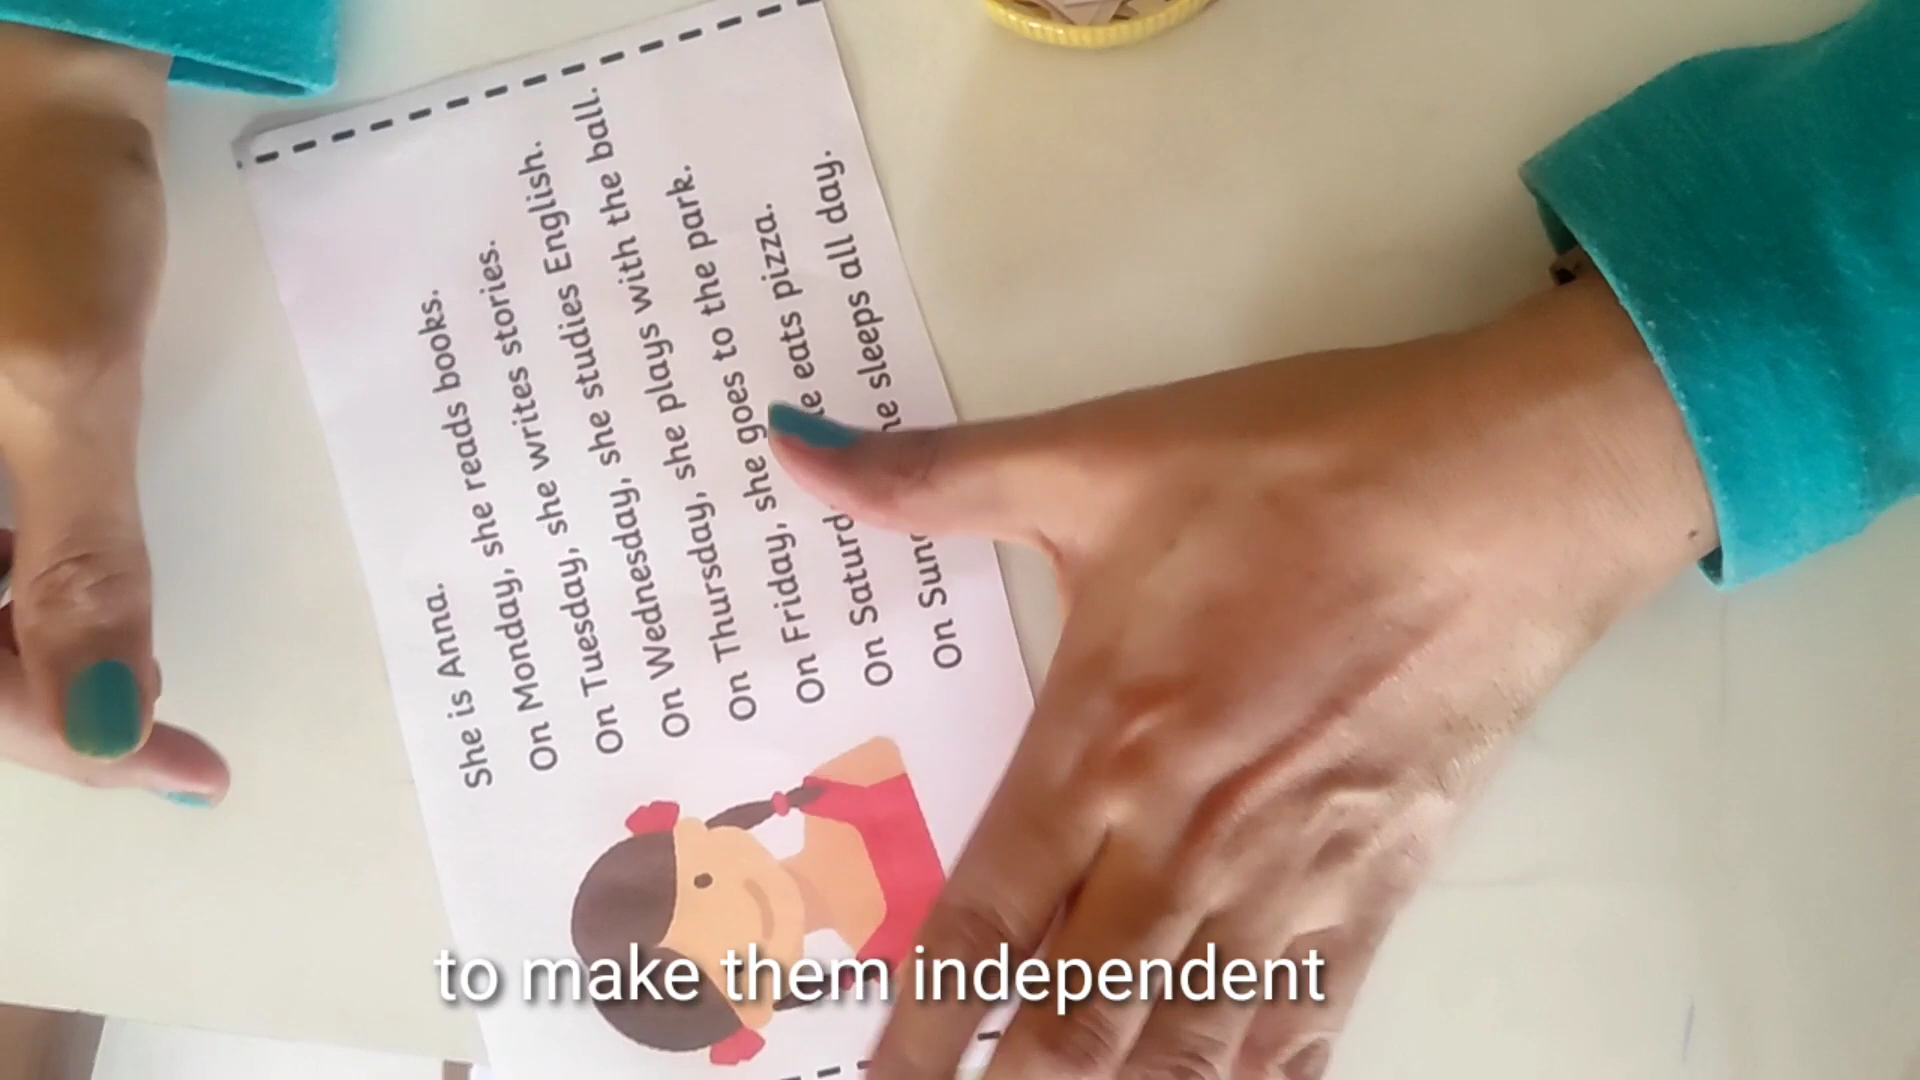 She is Anna.
On Monday, she reads books.
On Tuesday, she writes stories.
On Wednesday, she studies English.
On Thursday, she plays with the ball.
On Friday, she goes to the park.
On Saturd eats pizza.
On Sun sleeps all day.
to make them independent